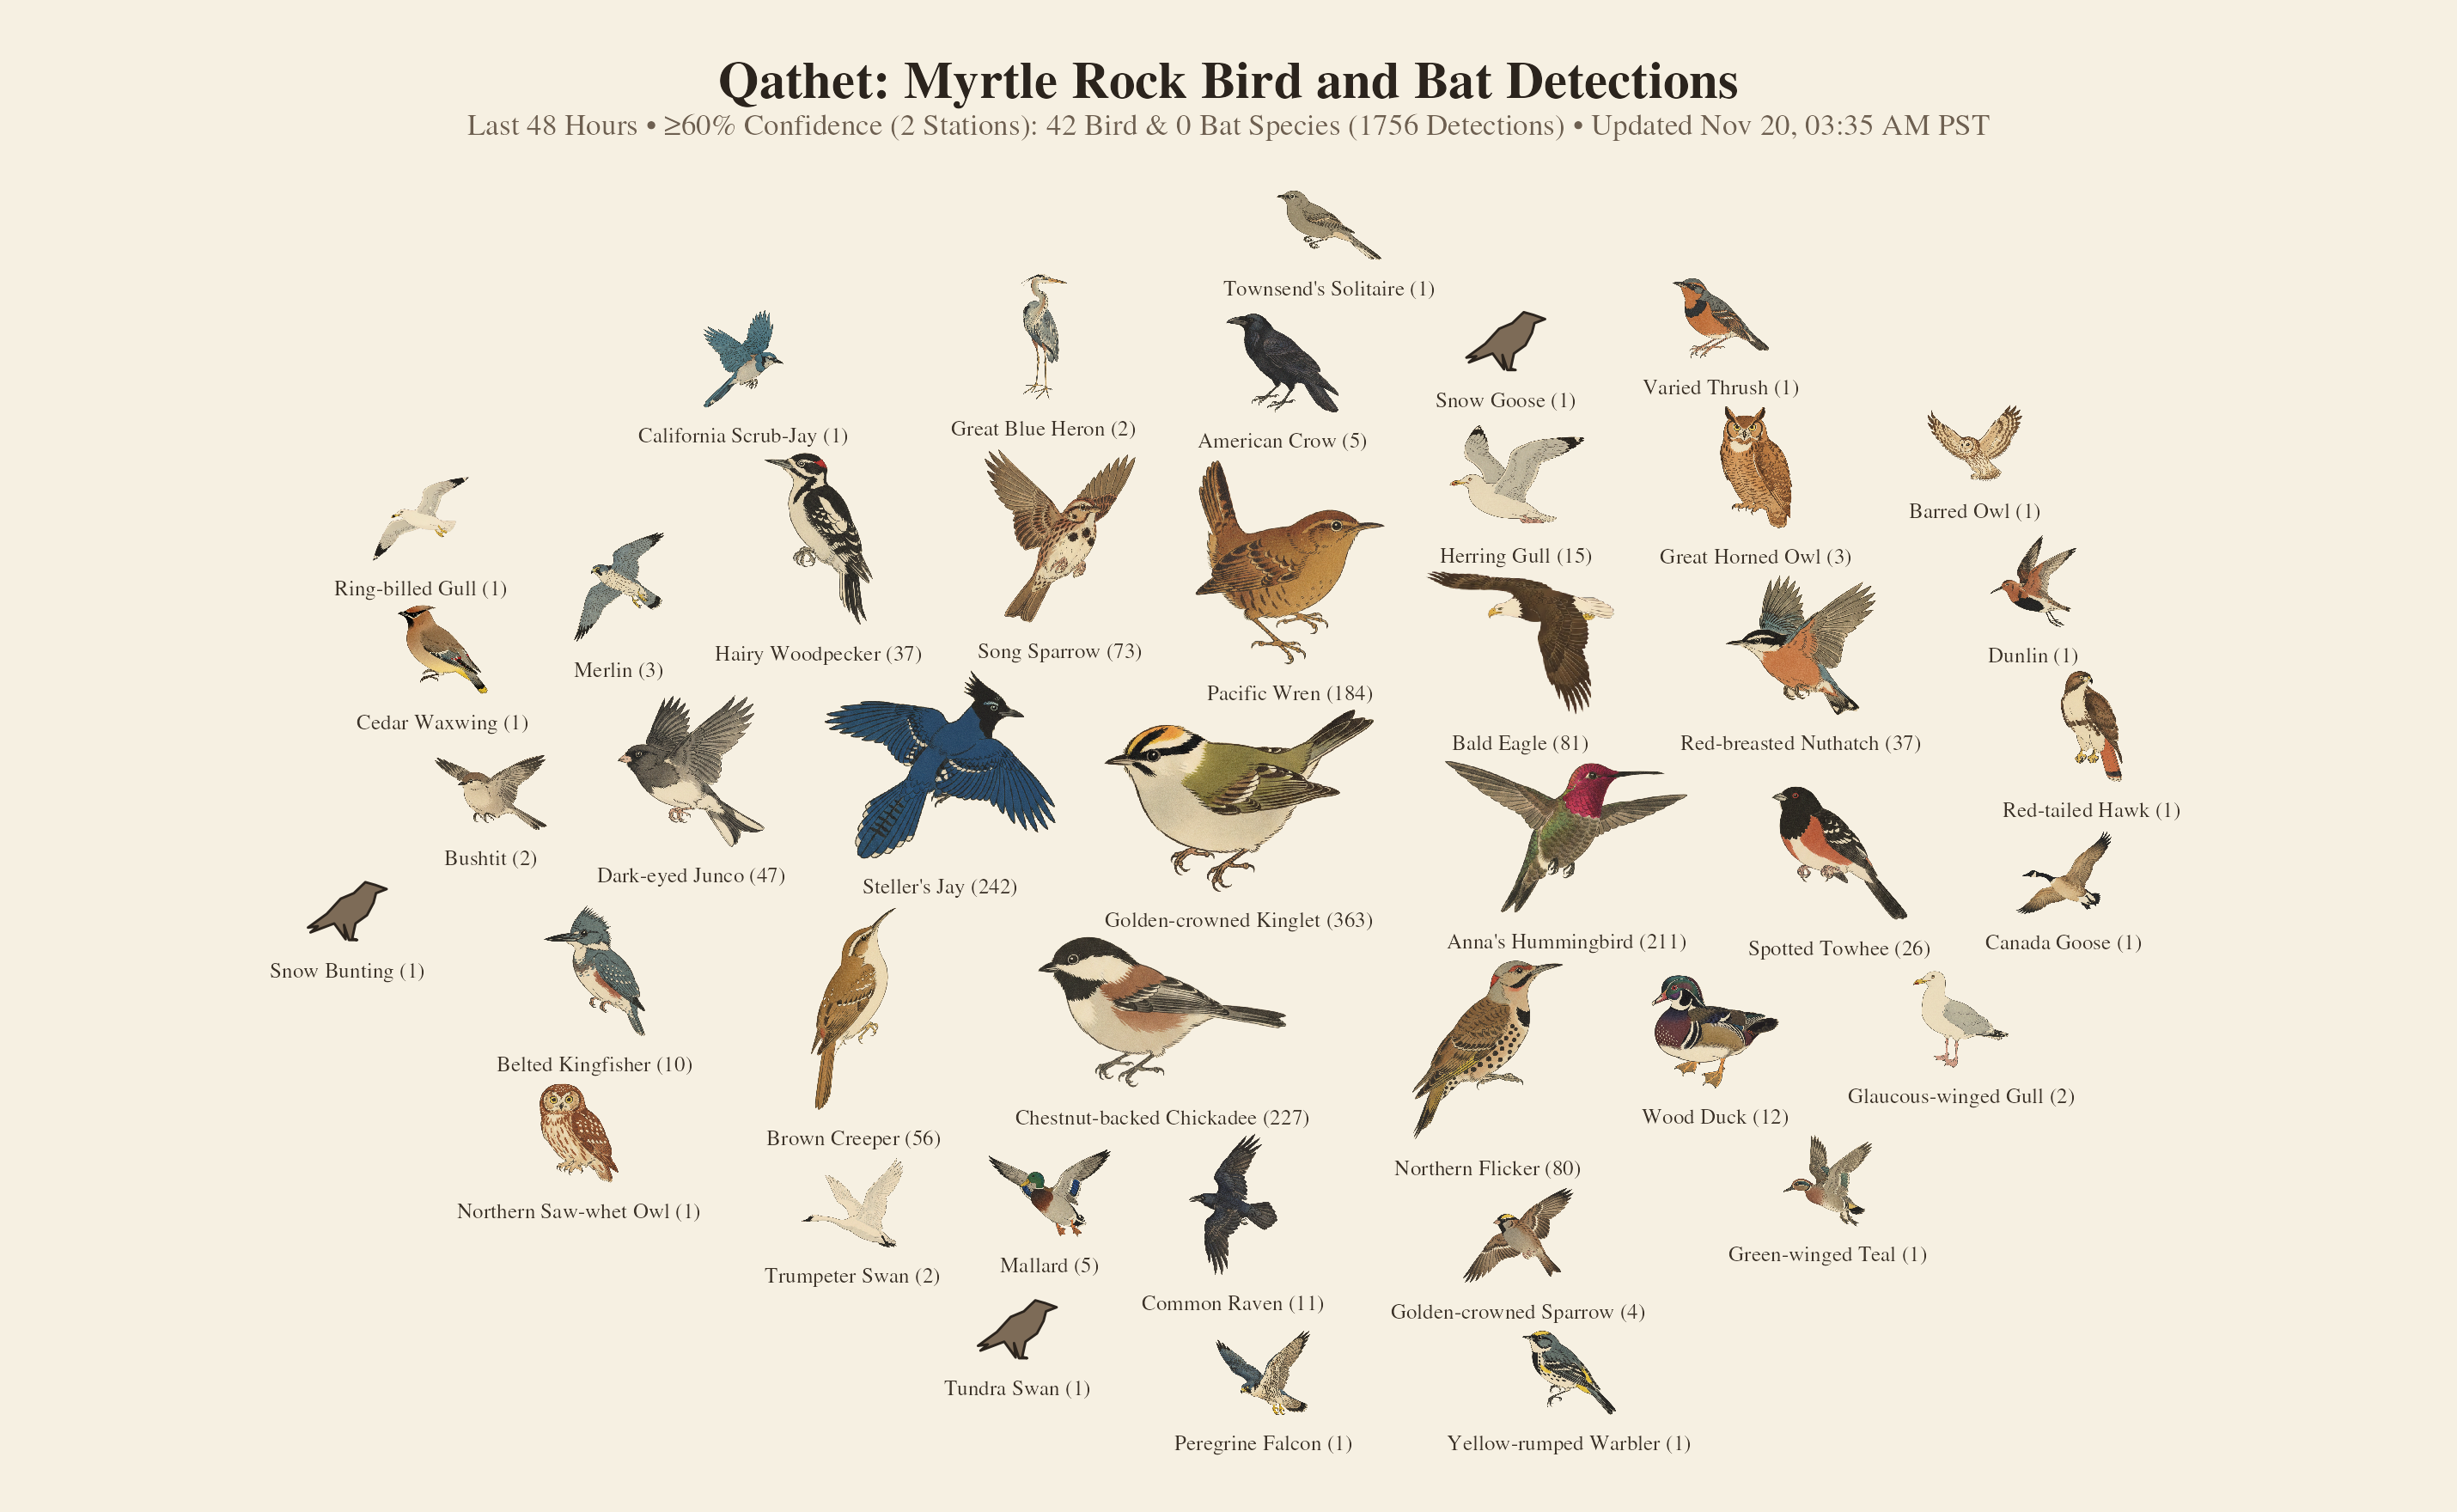 Qathet: Myrtle Rock Bird and Bat Detections
Last 48 Hours • ≥60% Confidence (2 Stations): 42 Bird & 0 Bat Species (1756 Detections) • Updated Nov 20, 03:35 AM PST
Townsend's Solitaire (1)
Varied Thrush (1)
Snow Goose (1)
Great Blue Heron (2)
California Scrub-Jay (1)
American Crow (5)
Barred Owl (1)
Herring Gull (15)
Great Horned Owl (3)
Ring-billed Gull (1)
Song Sparrow (73)
Hairy Woodpecker (37)
Dunlin (1)
Merlin (3)
Pacific Wren (184)
Cedar Waxwing (1)
Bald Eagle (81)
Red-breasted Nuthatch (37)
Red-tailed Hawk (1)
Bushtit (2)
Dark-eyed Junco (47)
Steller's Jay (242)
Golden-crowned Kinglet (363)
Anna's Hummingbird (211)
Canada Goose (1)
Spotted Towhee (26)
Snow Bunting (1)
Belted Kingfisher (10)
Glaucous-winged Gull (2)
Wood Duck (12)
Chestnut-backed Chickadee (227)
Brown Creeper (56)
Northern Flicker (80)
Northern Saw-whet Owl (1)
Green-winged Teal (1)
Mallard (5)
Trumpeter Swan (2)
Common Raven (11)
Golden-crowned Sparrow (4)
Tundra Swan (1)
Peregrine Falcon (1)
Yellow-rumped Warbler (1)